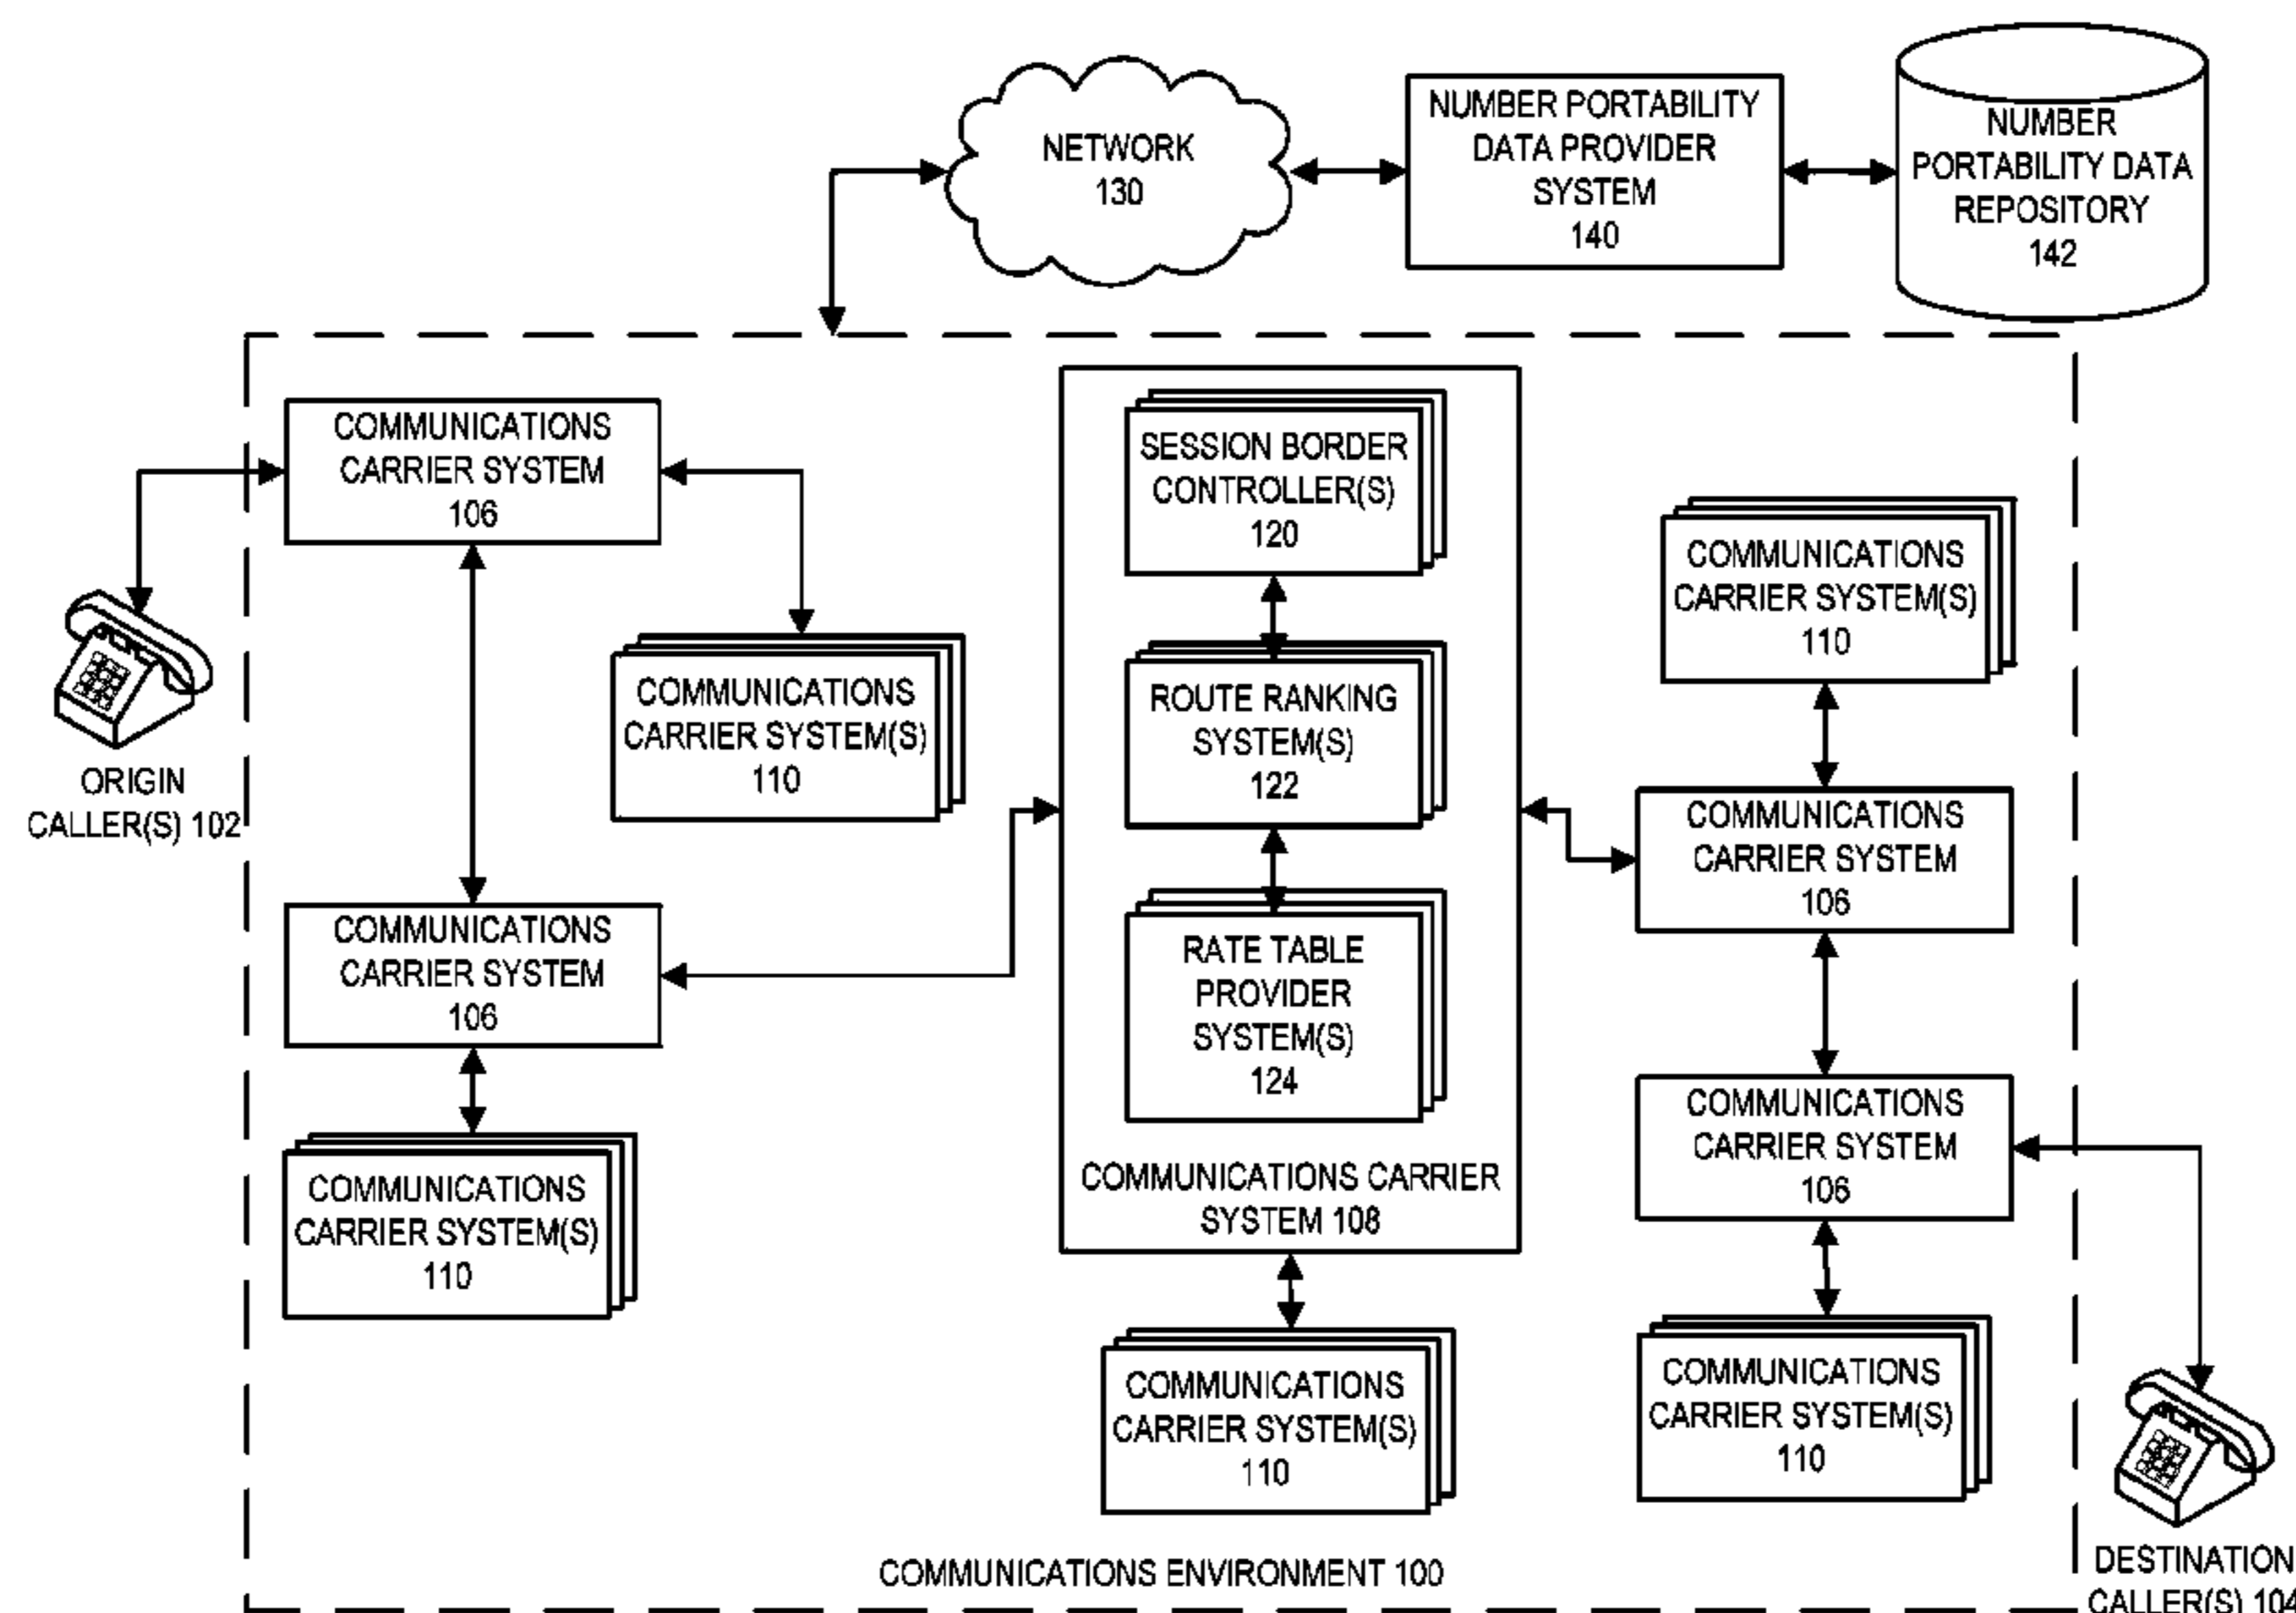 NETWORK
130
NUMBER PORTABILITY
DATA PROVIDER
SYSTEM
140
NUMBER
PORTABILITY DATA
REPOSITORY
142
COMMUNICATIONS
CARRIER SYSTEM
106
ORIGIN
CALLER(S) 102
COMMUNICATIONS
CARRIER SYSTEM(S)
110
COMMUNICATIONS
CARRIER SYSTEM
106
COMMUNICATIONS
CARRIER SYSTEM(S)
110
SESSION BORDER
CONTROLLER(S)
120
ROUTE RANKING
SYSTEM(S)
122
RATE TABLE
PROVIDER
SYSTEM(S)
124
COMMUNICATIONS CARRIER
SYSTEM 108
COMMUNICATIONS
CARRIER SYSTEM(S)
110
COMMUNICATIONS
CARRIER SYSTEM(S)
110
COMMUNICATIONS
CARRIER SYSTEM
106
COMMUNICATIONS
CARRIER SYSTEM
106
COMMUNICATIONS
CARRIER SYSTEM(S)
110
COMMUNICATIONS ENVIRONMENT 100
DESTINATION
CALLER(S) 104